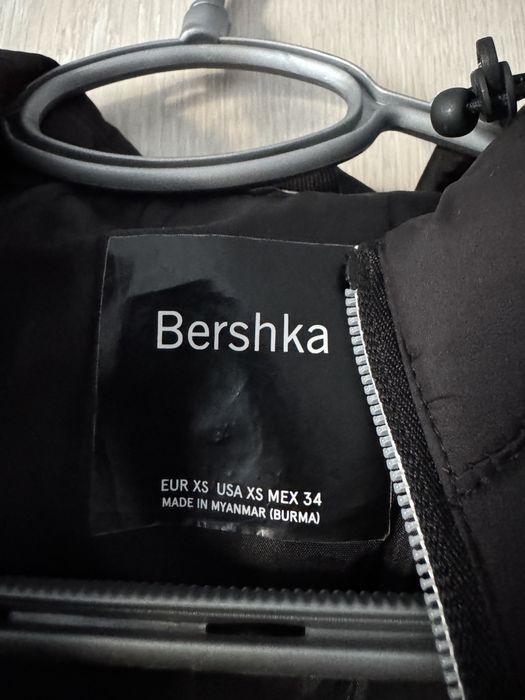 Bershka
EUR XS USA XS MEX 34
MADE IN MYANMAR (BURMA)